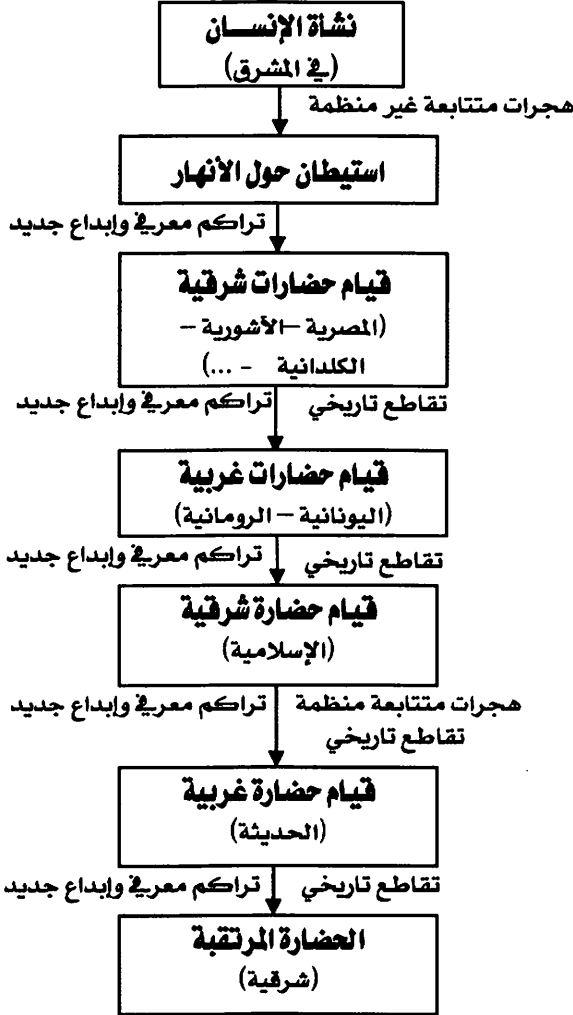 نشأة الإنســـان
(في المشرق)
هجرات متتابعة غير منظمة
استيطان حول الأنهار
تراكم معرفي وإبداع جديد
قيام حضارات شرقية
(المصرية –الآشورية –
الكلدانية - ...)
تقاطع تاريخي تراكم معرفي وإبداع جديد
قيام حضارات غربية
(اليونانية – الرومانية)
تقاطع تاريخي تراكم معرفي وإبداع جديد
قيام حضارة شرقية
(الإسلامية)
هجرات متتابعة منظمة تراكم معرفي وإبداع جديد
تقاطع تاريخي
قيام حضارة غربية
(الحديثة)
تقاطع تاريخي تراكم معرفي وإبداع جديد
الحضارة المرتقبة
(شرقية)